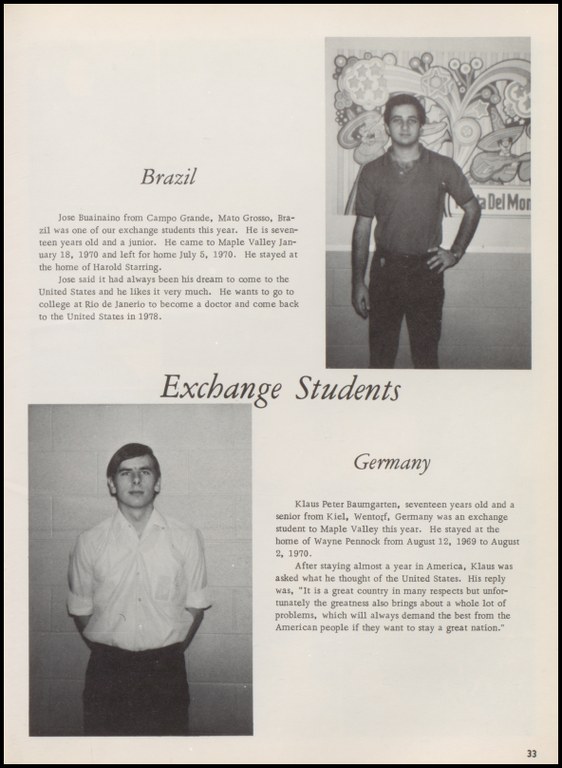 Brazil
Jose Buainaino from Campo Grande, Mato Grosso, Bra-
zil was one of our exchange students this year. He is seven-
teen years old and a junior. He came to Maple Valley Jan-
uary 18, 1970 and left for home July 5, 1970. He stayed at
the home of Harold Starring.
Jose said it had always been his dream to come to the
United States and he likes it very much. He wants to go to
college at Rio de Janerio to become a doctor and come back
to the United States in 1978.
Del Mon
Exchange Students
Germany
Klaus Peter Baumgarten, seventeen years old and a
senior from Kiel, Wentorf, Germany was an exchange
student to Maple Valley this year. He stayed at the
home of Wayne Pennock from August 12, 1969 to August
2, 1970.
After staying almost a year in America, Klaus was
asked what he thought of the United States. His reply
was, "It is a great country in many respects but unfor-
tunately the greatness also brings about a whole lot of
problems, which will always demand the best from the
American people if they want to stay a great nation."
33